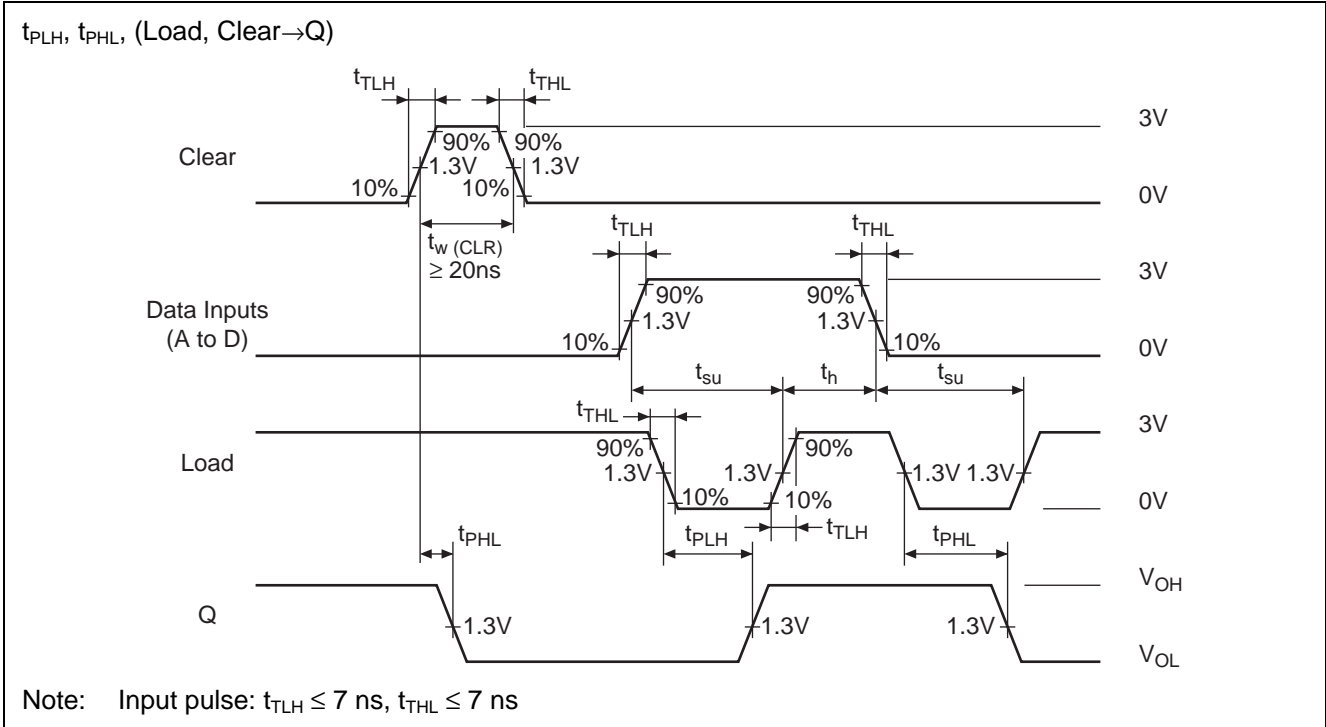 tPLH, tPHL, (Load, Clear→Q)
tTLH tTHL
3V
90% 90%
Clear 1.3V 1.3V
10% 10% 0V
tw (CLR)
≥ 20ns
tTLH tTHL
3V
90% 90%
Data Inputs
(A to D)
1.3V 1.3V
10% 10% 0V
tsu th tsu
tTHL
3V
90% 90%
Load 1.3V 1.3V 1.3V 1.3V
10% 10% 0V
tPHL tPLH tTLH tPHL
VOH
Q 1.3V 1.3V 1.3V
VOL
Note: Input pulse: tTLH ≤ 7 ns, tTHL ≤ 7 ns